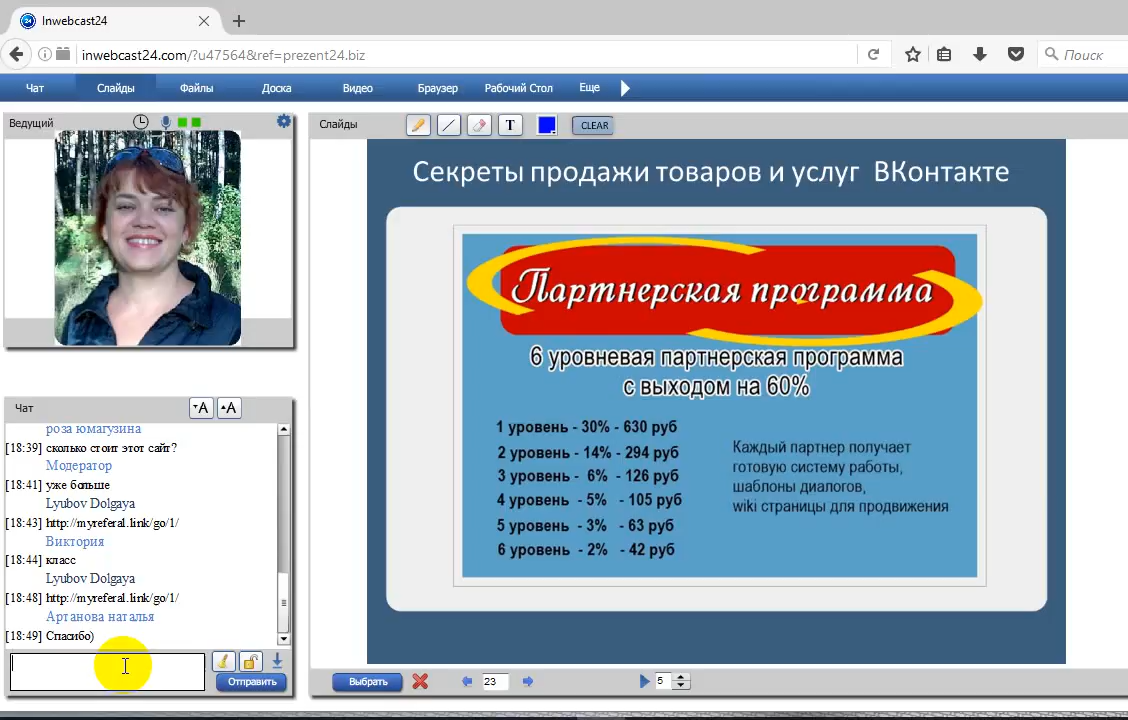 Inwebcast24
inwebcast24.com/?u47564&ref=prezent24.biz
Поиск
Чат
Слайды
Файлы
Доска
Видео
Браузер
Рабочий Стол
Еще
Ведущий
Слайды
T
CLEAR
Секреты продажи товаров и услуг ВКонтакте
Партнерская программа
6 уровневая партнерская программа
с выходом на 60%
1 уровень - 30% - 630 руб
2 уровень - 14% - 294 руб
3 уровень - 6% - 126 руб
4 уровень - 5% - 105 руб
5 уровень - 3% - 63 руб
6 уровень - 2% - 42 руб
Каждый партнер получает
готовую систему работы,
шаблоны диалогов,
wiki страницы для продвижения
Чат
A
A
роза юмагузина
[18:39] сколько стоит этот сайт?
Модератор
[18:41] уже больше
Lyubov Dolgaya
[18:43] http://myreferal.link/go/1/
Виктория
[18:44] класс
Lyubov Dolgaya
[18:48] http://myreferal.link/go/1/
Артанова наталья
[18:49] Спасибо)
Отправить
Выбрать
23
5